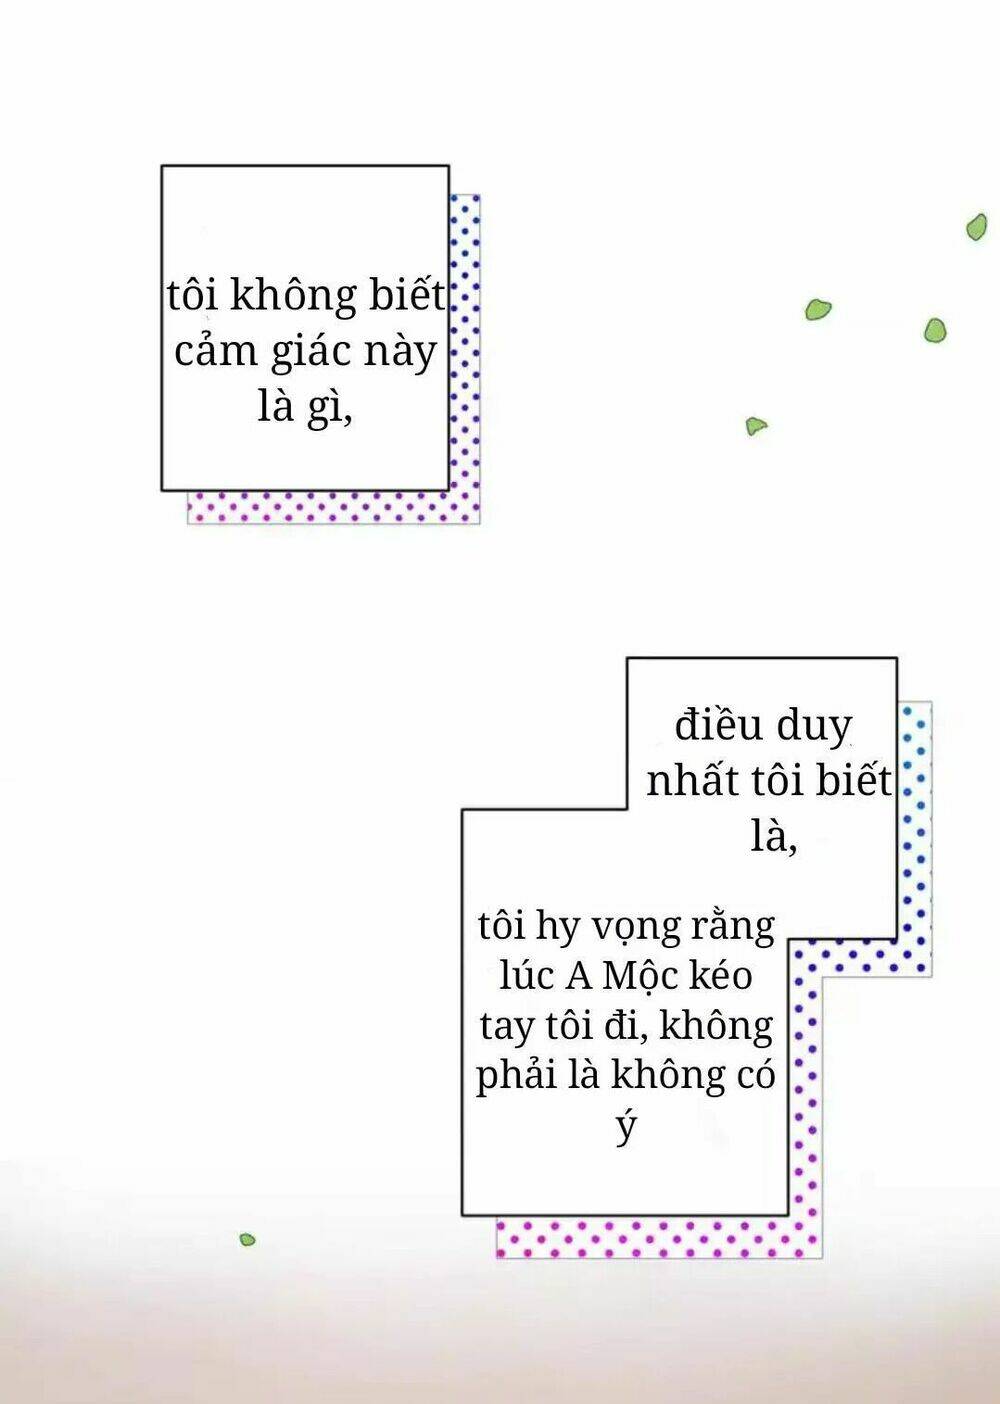 tôi không biết
cảm giác này
là gì,
điều duy
nhất tôi biết
là,
tôi hy vọng rằng
lúc A Mộc kéo
tay tôi đi, không
phải là không có
ý